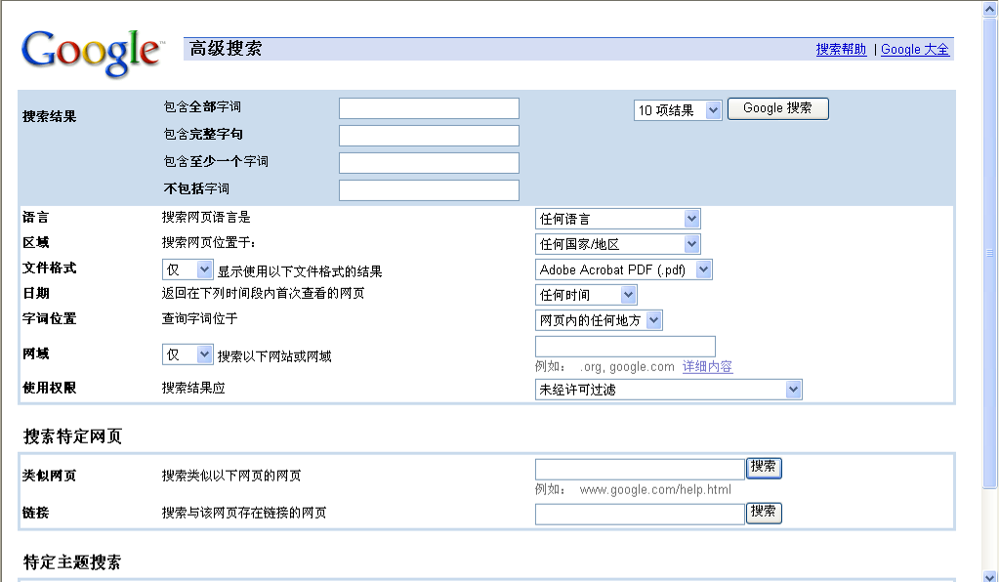 Google™
高级搜索
搜索帮助 | Google 大全
搜索结果
包含全部字词
10 项结果
Google 搜索
包含完整字句
包含至少一个字词
不包括字词
语言 搜索网页语言是 任何语言
区域 搜索网页位置于: 任何国家/地区
文件格式 仅 显示使用以下文件格式的结果 Adobe Acrobat PDF (.pdf)
日期 返回在下列时间段内首次查看的网页 任何时间
字词位置 查询字词位于 网页内的任何地方
网域 仅 搜索以下网站或网域
例如: .org, google.com 详细内容
使用权限 搜索结果应 未经许可过滤
搜索特定网页
类似网页 搜索类似以下网页的网页 搜索
例如: www.google.com/help.html
链接 搜索与该网页存在链接的网页 搜索
特定主题搜索